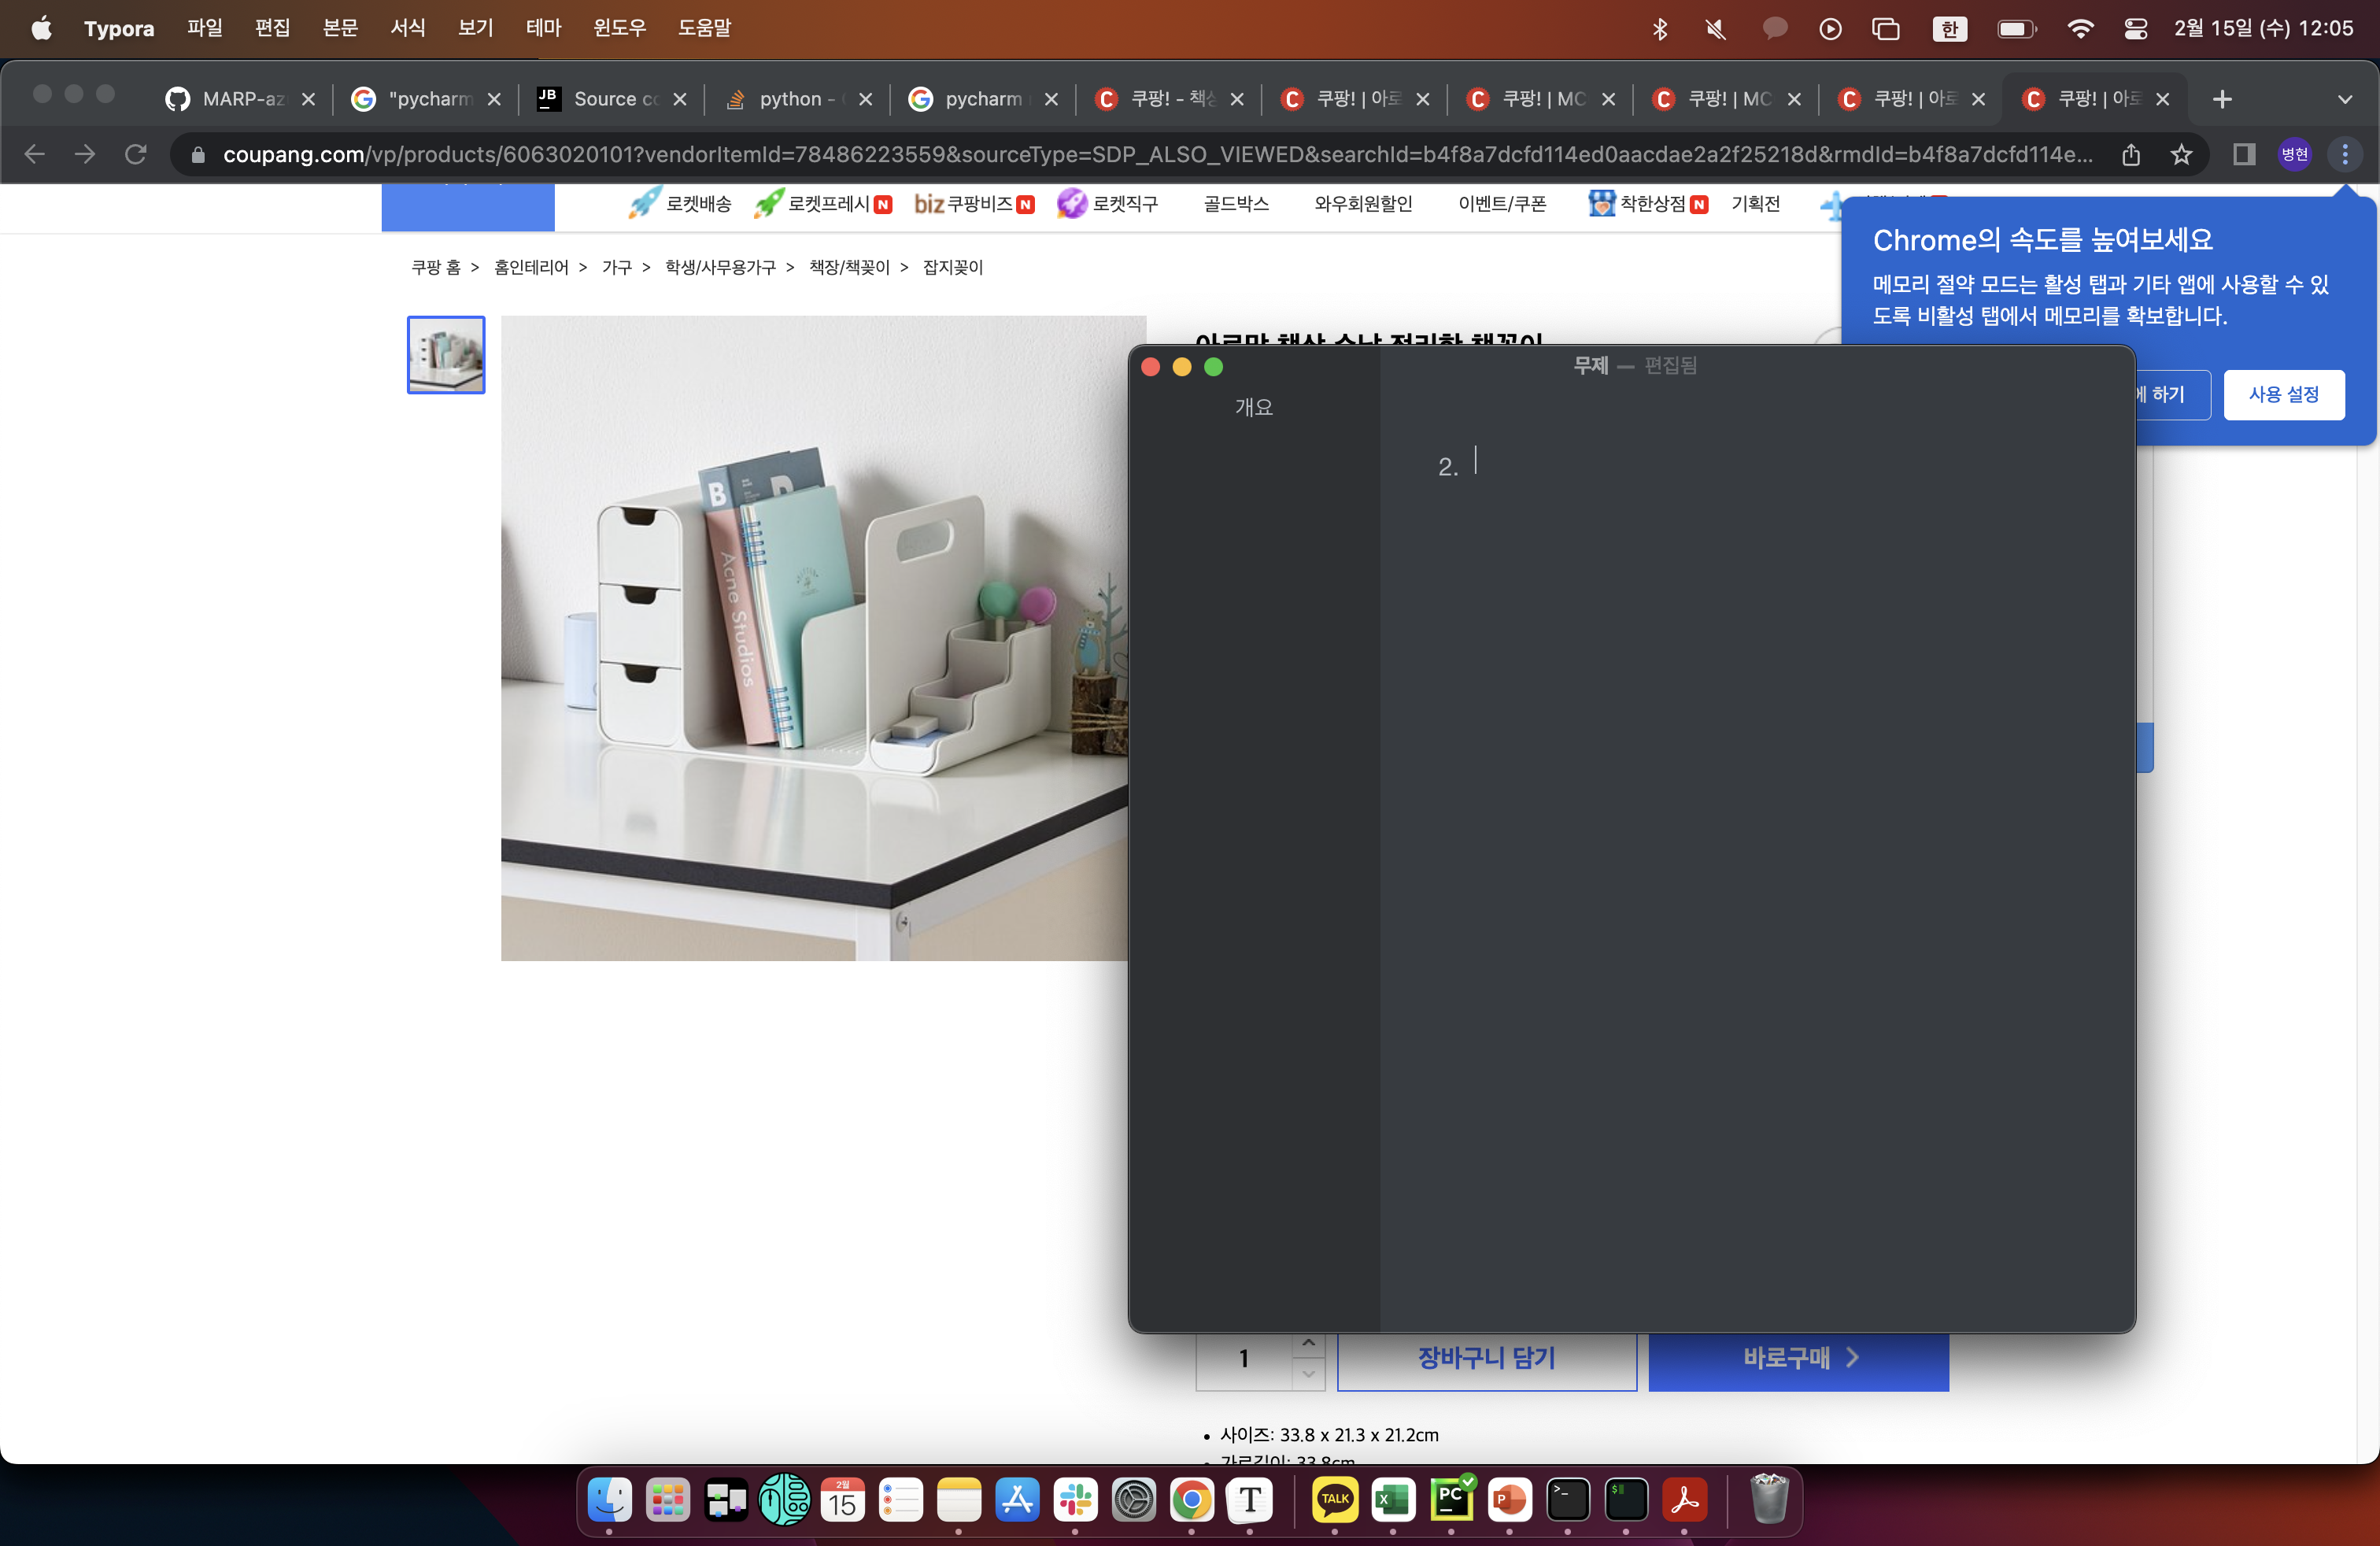 Typora 파일 편집 본문 서식 보기 테마 윈도우 도움말 한 2월 15일 (수) 12:05
MARP-az "pycharm JB Source co python - pycharm 쿠팡! - 책상 쿠팡! | 아르 쿠팡! | MC 쿠팡! | MC 쿠팡! | 아르 쿠팡! | 아르
coupang.com/vp/products/6063020101?vendorItemId=78486223559&sourceType=SDP_ALSO_VIEWED&searchId=b4f8a7dcfd114ed0aacdae2a2f25218d&rmdId=b4f8a7dcfd114e... 병현
로켓배송 로켓프레시 N biz 쿠팡비즈 N 로켓직구 골드박스 와우회원할인 이벤트/쿠폰 착한상점 N 기획전
쿠팡 홈 > 홈인테리어 > 가구 > 학생/사무용가구 > 책장/책꽂이 > 잡지꽂이
Chrome의 속도를 높여보세요
메모리 절약 모드는 활성 탭과 기타 앱에 사용할 수 있
도록 비활성 탭에서 메모리를 확보합니다.
에 하기 사용 설정
무제 — 편집됨
개요
2.
B
Acne Studios
1 장바구니 담기 바로구매
• 사이즈: 33.8 x 21.3 x 21.2cm
2월
15
T
TALK
X
PC
P
>_
$